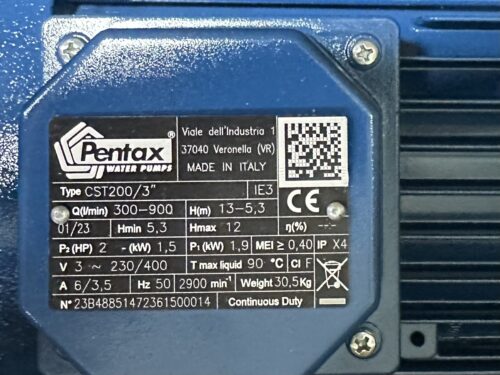 Pentax®
WATER PUMPS
Viale dell'Industria 1
37040 Veronella (VR)
MADE IN ITALY
Type CST200/3" IE3
Q(l/min) 300-900 H(m) 13-5,3
01/23 Hmin 5,3 Hmax 12 η(%) ---
P₂(HP) 2 - (kW) 1,5 P₁(kW) 1,9 MEI ≥ 0,40 IP X4
V 3 ~ 230/400 T max liquid 90 °C Cl F
A 6/3,5 Hz 50 2900 min⁻¹ Weight 30,5Kg
N° 23B48851472361500014 Continuous Duty
CE